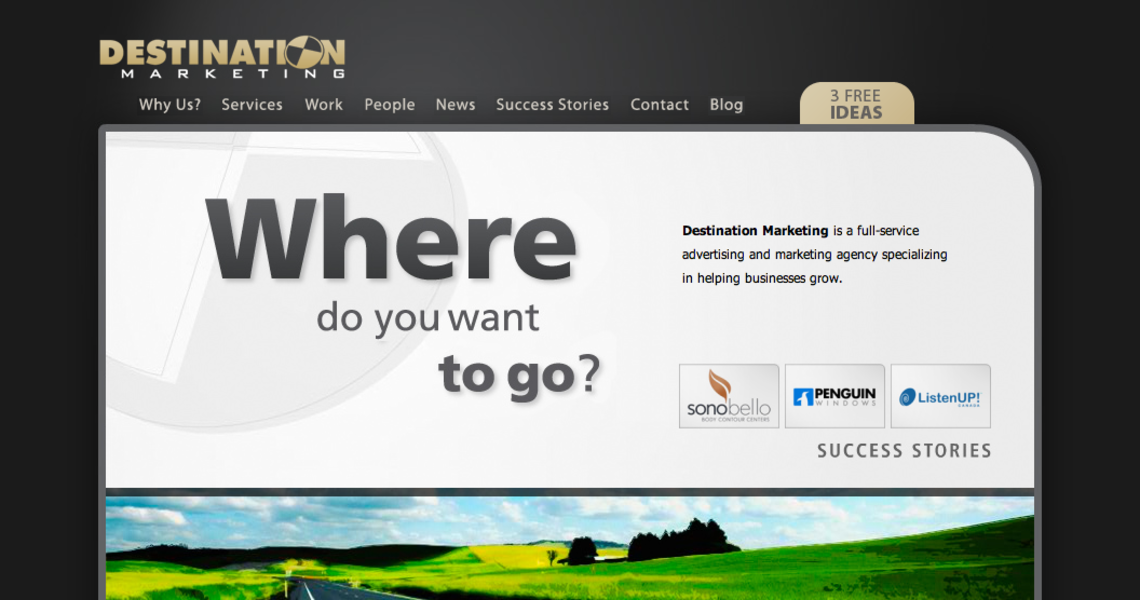 DESTINATION
MARKETING
Why Us? Services Work People News Success Stories Contact Blog
3 FREE
IDEAS
Where
do you want
to go?
Destination Marketing is a full-service
advertising and marketing agency specializing
in helping businesses grow.
sonobello
BODY CONTOUR CENTERS
PENGUIN
WINDOWS
ListenUP!
CANADA
SUCCESS STORIES